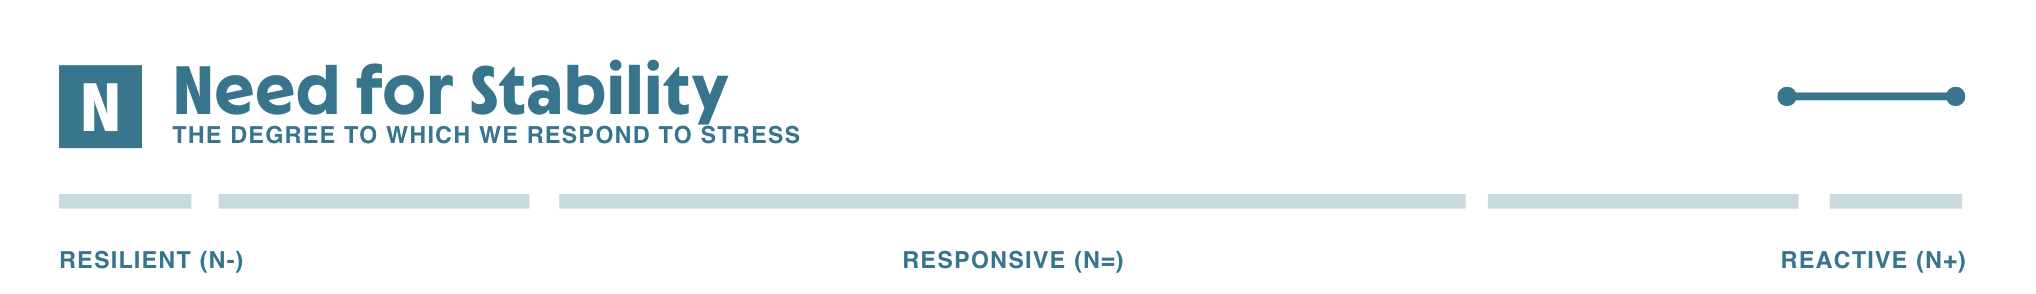 N
Need for Stability
THE DEGREE TO WHICH WE RESPOND TO STRESS
RESILIENT (N-)
RESPONSIVE (N=)
REACTIVE (N+)